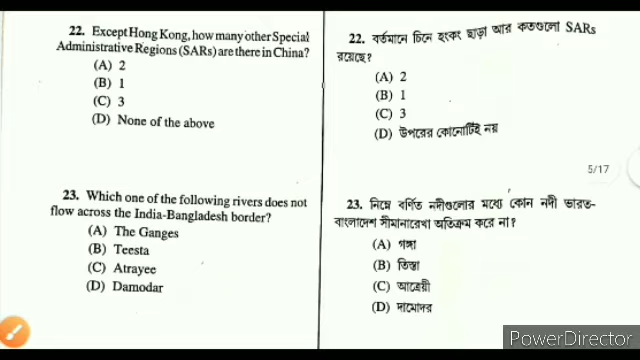 22. Except Hong Kong, how many other Special
Administrative Regions (SARs) are there in China?
(A) 2
(B) 1
(C) 3
(D) None of the above
23. Which one of the following rivers does not
flow across the India-Bangladesh border?
(A) The Ganges
(B) Teesta
(C) Atrayee
(D) Damodar
22. বর্তমানে চিনে হংকং ছাড়া আর কতগুলো SARs
রয়েছে?
(A) 2
(B) 1
(C) 3
(D) উপরের কোনোটিই নয়
5/17
23. নিম্নে বর্ণিত নদীগুলোর মধ্যে কোন নদী ভারত-
বাংলাদেশ সীমানারেখা অতিক্রম করে না?
(A) গঙ্গা
(B) তিস্তা
(C) আত্রেয়ী
(D) দামোদর
PowerDirector